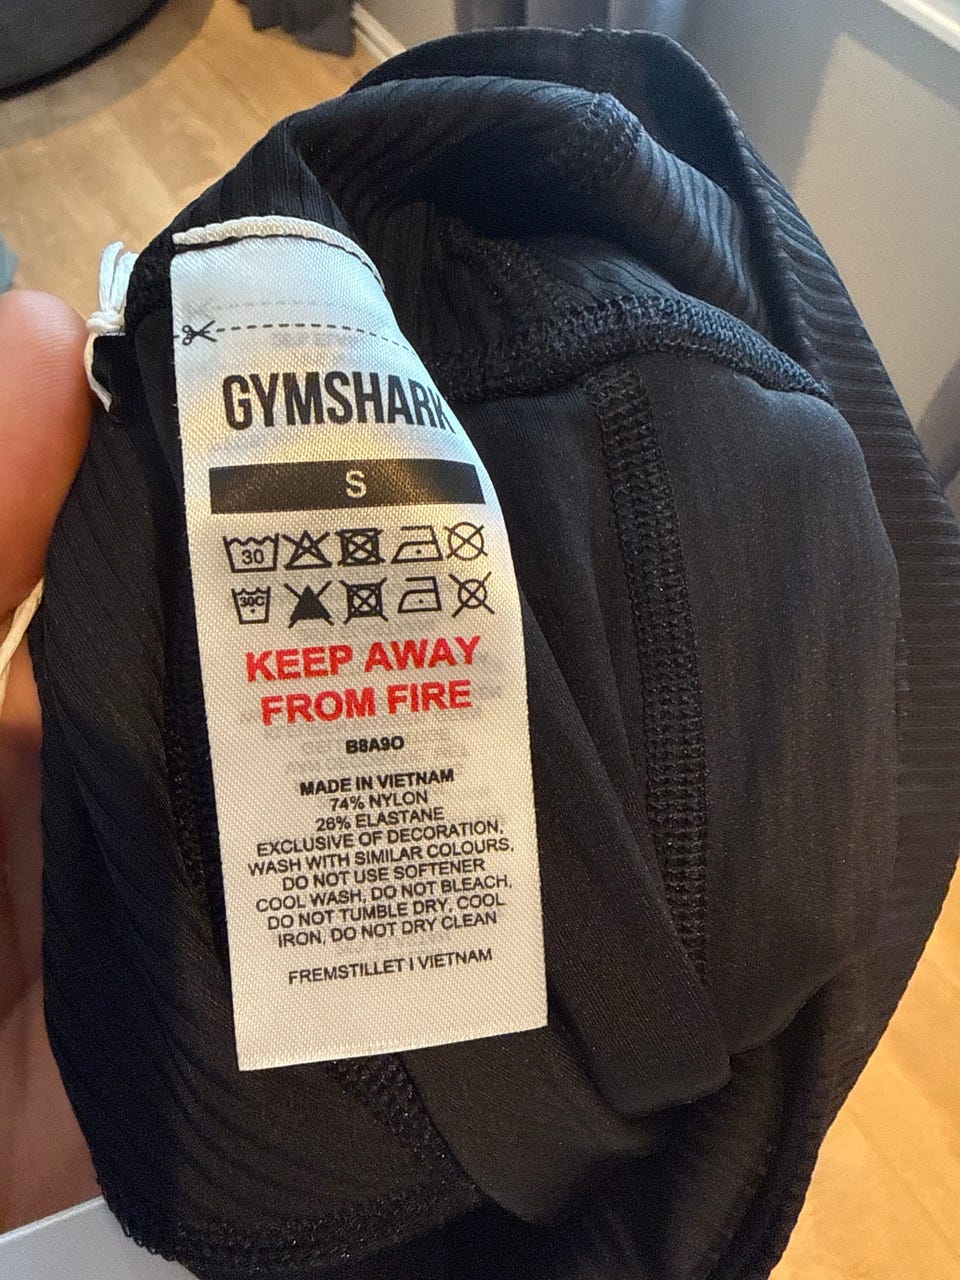 GYMSHARK
S
30
30C
KEEP AWAY
FROM FIRE
B8A9O
MADE IN VIETNAM
74% NYLON
26% ELASTANE
EXCLUSIVE OF DECORATION,
WASH WITH SIMILAR COLOURS,
DO NOT USE SOFTENER
COOL WASH, DO NOT BLEACH,
DO NOT TUMBLE DRY, COOL
IRON, DO NOT DRY CLEAN
FREMSTILLET I VIETNAM